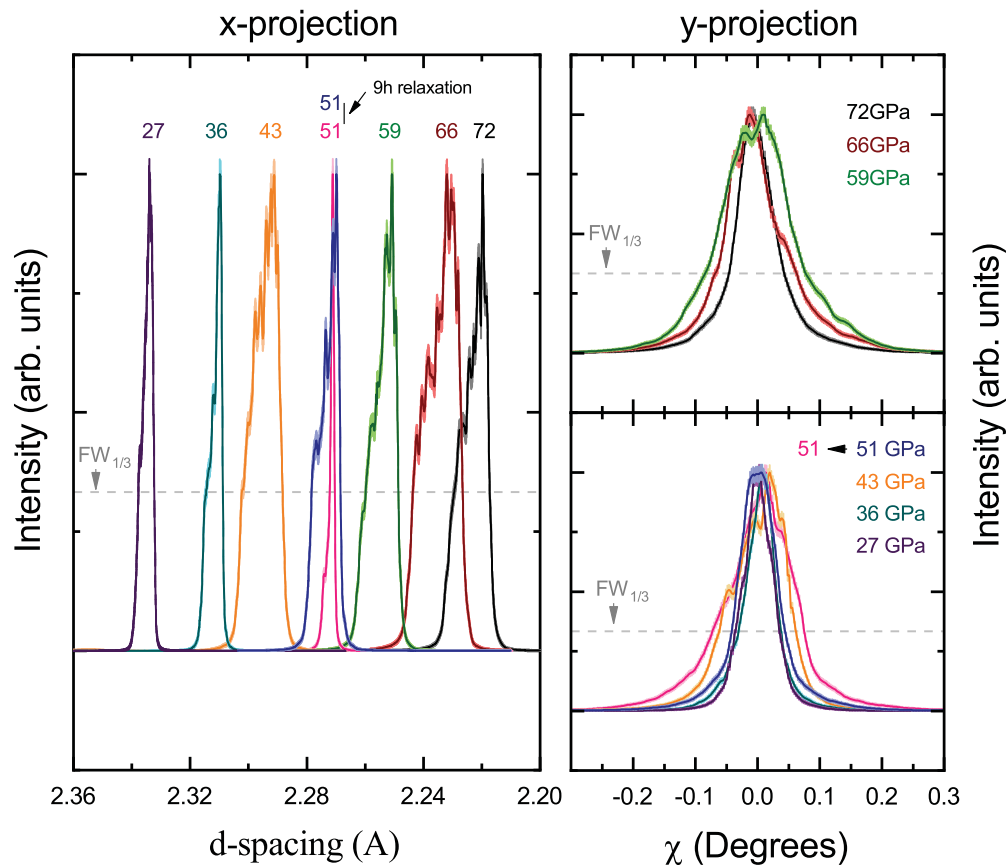 x-projection
y-projection
9h relaxation
51
27
36
43
51
59
66
72
72GPa
66GPa
59GPa
FW1/3
FW1/3
51
51 GPa
43 GPa
36 GPa
27 GPa
FW1/3
Intensity (arb. units)
Intensity (arb. units)
2.36
2.32
2.28
2.24
2.20
-0.2
-0.1
0.0
0.1
0.2
0.3
d-spacing (A)
χ (Degrees)